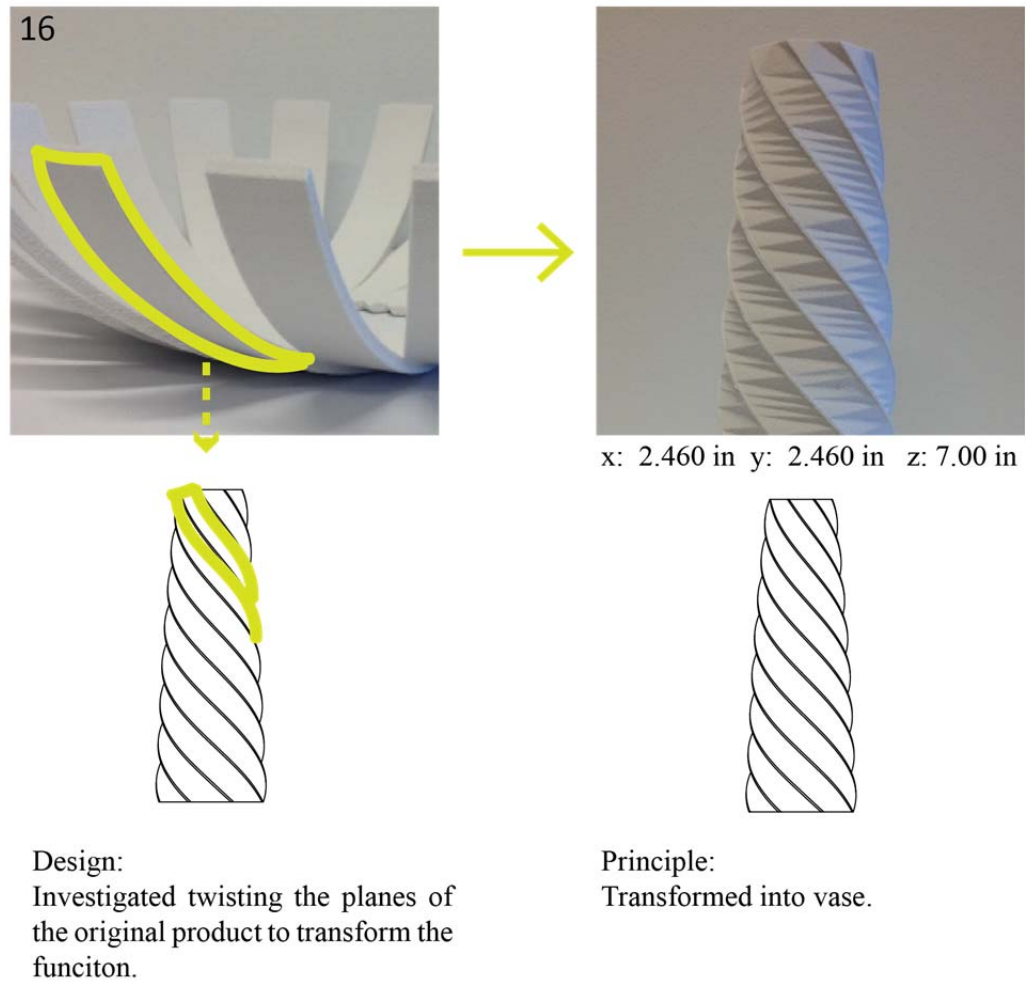 16
x: 2.460 in y: 2.460 in z: 7.00 in
Design:
Investigated twisting the planes of
the original product to transform the
funciton.
Principle:
Transformed into vase.